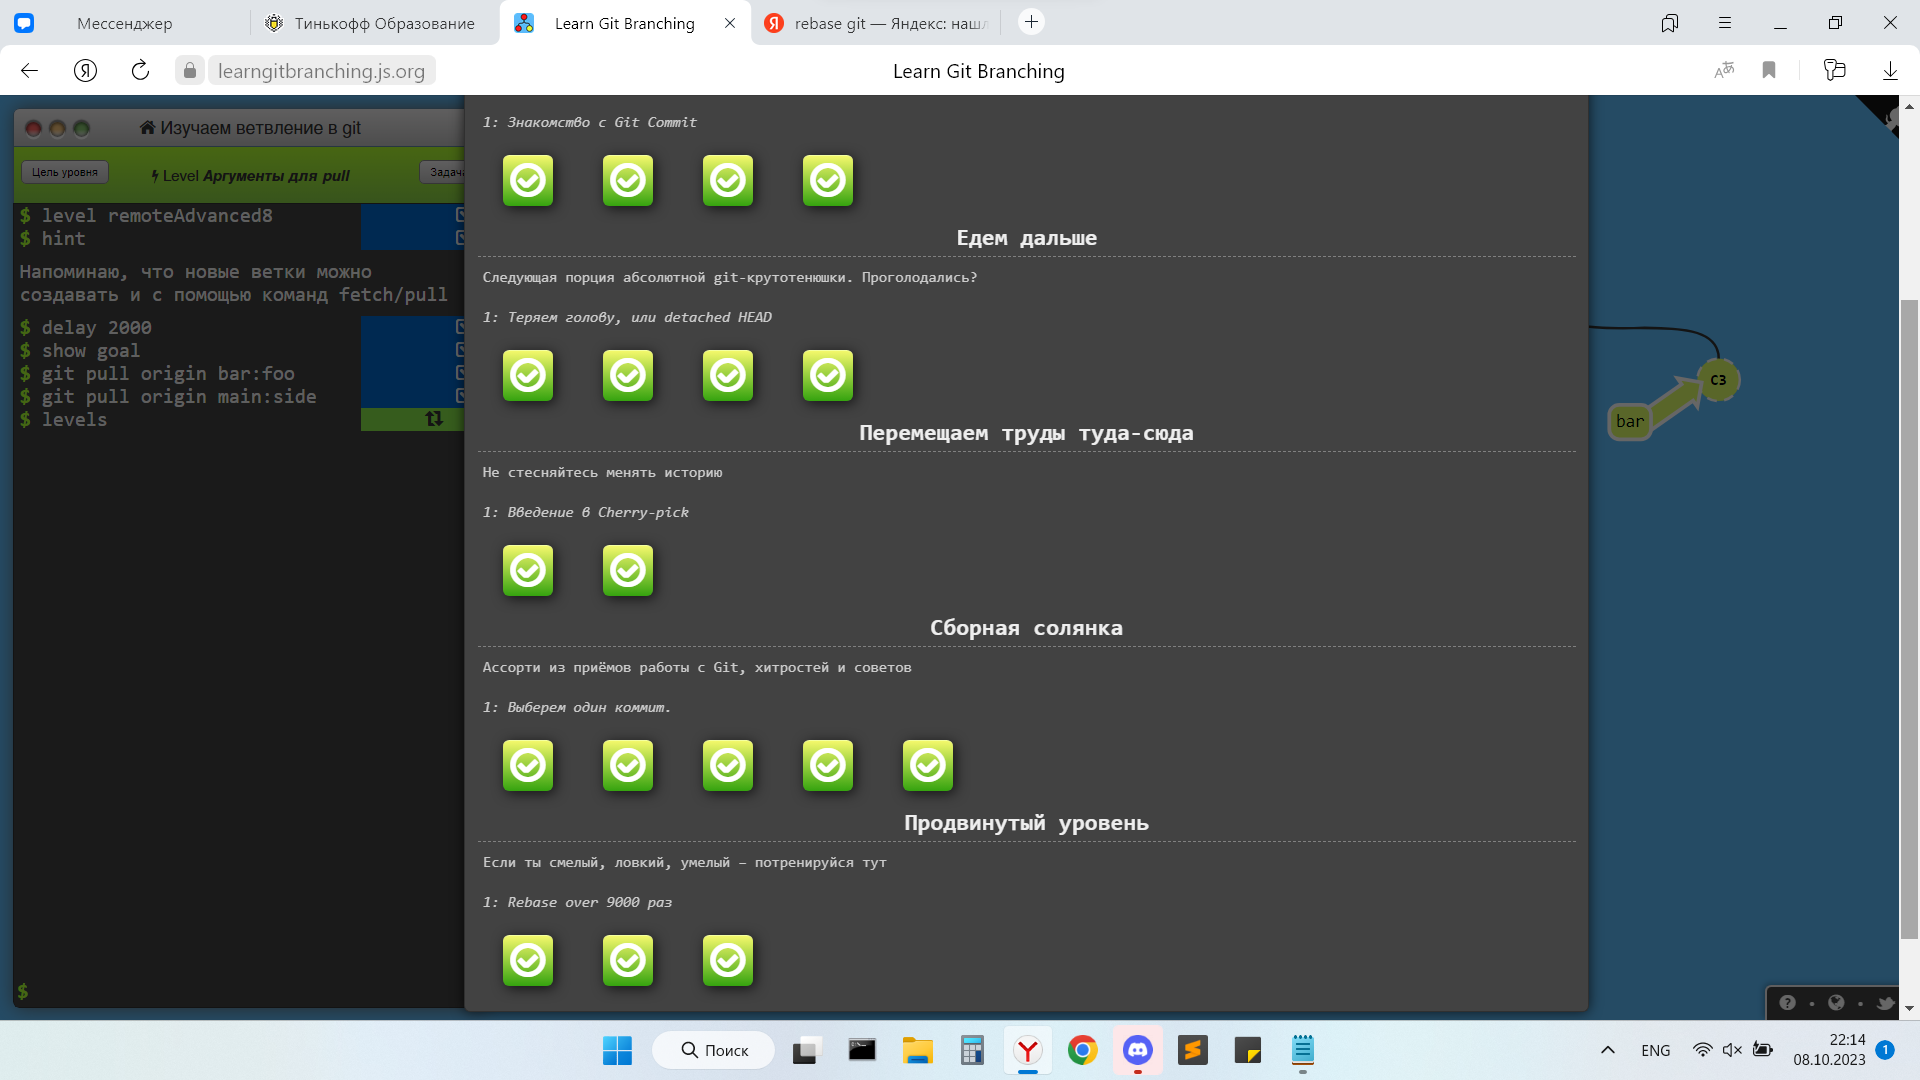 Мессенджер
Тинькофф Образование
Learn Git Branching
rebase git — Яндекс: нашл
learngitbranching.js.org
Learn Git Branching
Изучаем ветвление в git
Цель уровня
Level Аргументы для pull
Задача
$ level remoteAdvanced8
$ hint
Напоминаю, что новые ветки можно
создавать и с помощью команд fetch/pull
$ delay 2000
$ show goal
$ git pull origin bar:foo
$ git pull origin main:side
$ levels
$
1: Знакомство с Git Commit
Едем дальше
Следующая порция абсолютной git-крутотенюшки. Проголодались?
1: Теряем голову, или detached HEAD
Перемещаем труды туда-сюда
Не стесняйтесь менять историю
1: Введение в Cherry-pick
Сборная солянка
Ассорти из приёмов работы с Git, хитростей и советов
1: Выберем один коммит.
Продвинутый уровень
Если ты смелый, ловкий, умелый – потренируйся тут
1: Rebase over 9000 раз
C3
bar
Поиск
ENG
22:14
08.10.2023
1